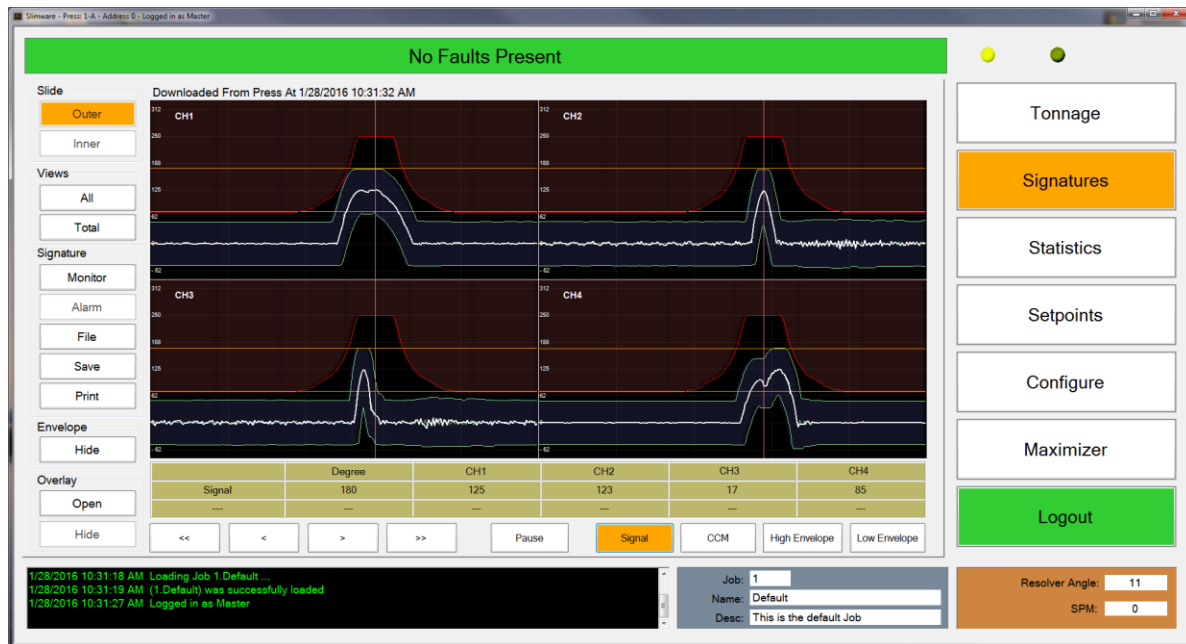 Slimware - Press: 1-A - Address 0 - Logged in as Master
No Faults Present
Slide
Outer
Inner
Views
All
Total
Signature
Monitor
Alarm
File
Save
Print
Envelope
Hide
Overlay
Open
Hide
Downloaded From Press At 1/28/2016 10:31:32 AM
312
CH1
250
188
125
62
0
- 62
312
CH2
250
188
125
62
0
- 62
312
CH3
250
188
125
62
0
- 62
312
CH4
250
188
125
62
0
- 62
Degree CH1 CH2 CH3 CH4
Signal 180 125 123 17 85
--- --- --- --- --- ---
<< < > >> Pause Signal CCM High Envelope Low Envelope
Tonnage
Signatures
Statistics
Setpoints
Configure
Maximizer
Logout
1/28/2016 10:31:18 AM Loading Job 1.Default ...
1/28/2016 10:31:19 AM (1.Default) was successfully loaded
1/28/2016 10:31:27 AM Logged in as Master
Job: 1
Name: Default
Desc: This is the default Job
Resolver Angle: 11
SPM: 0